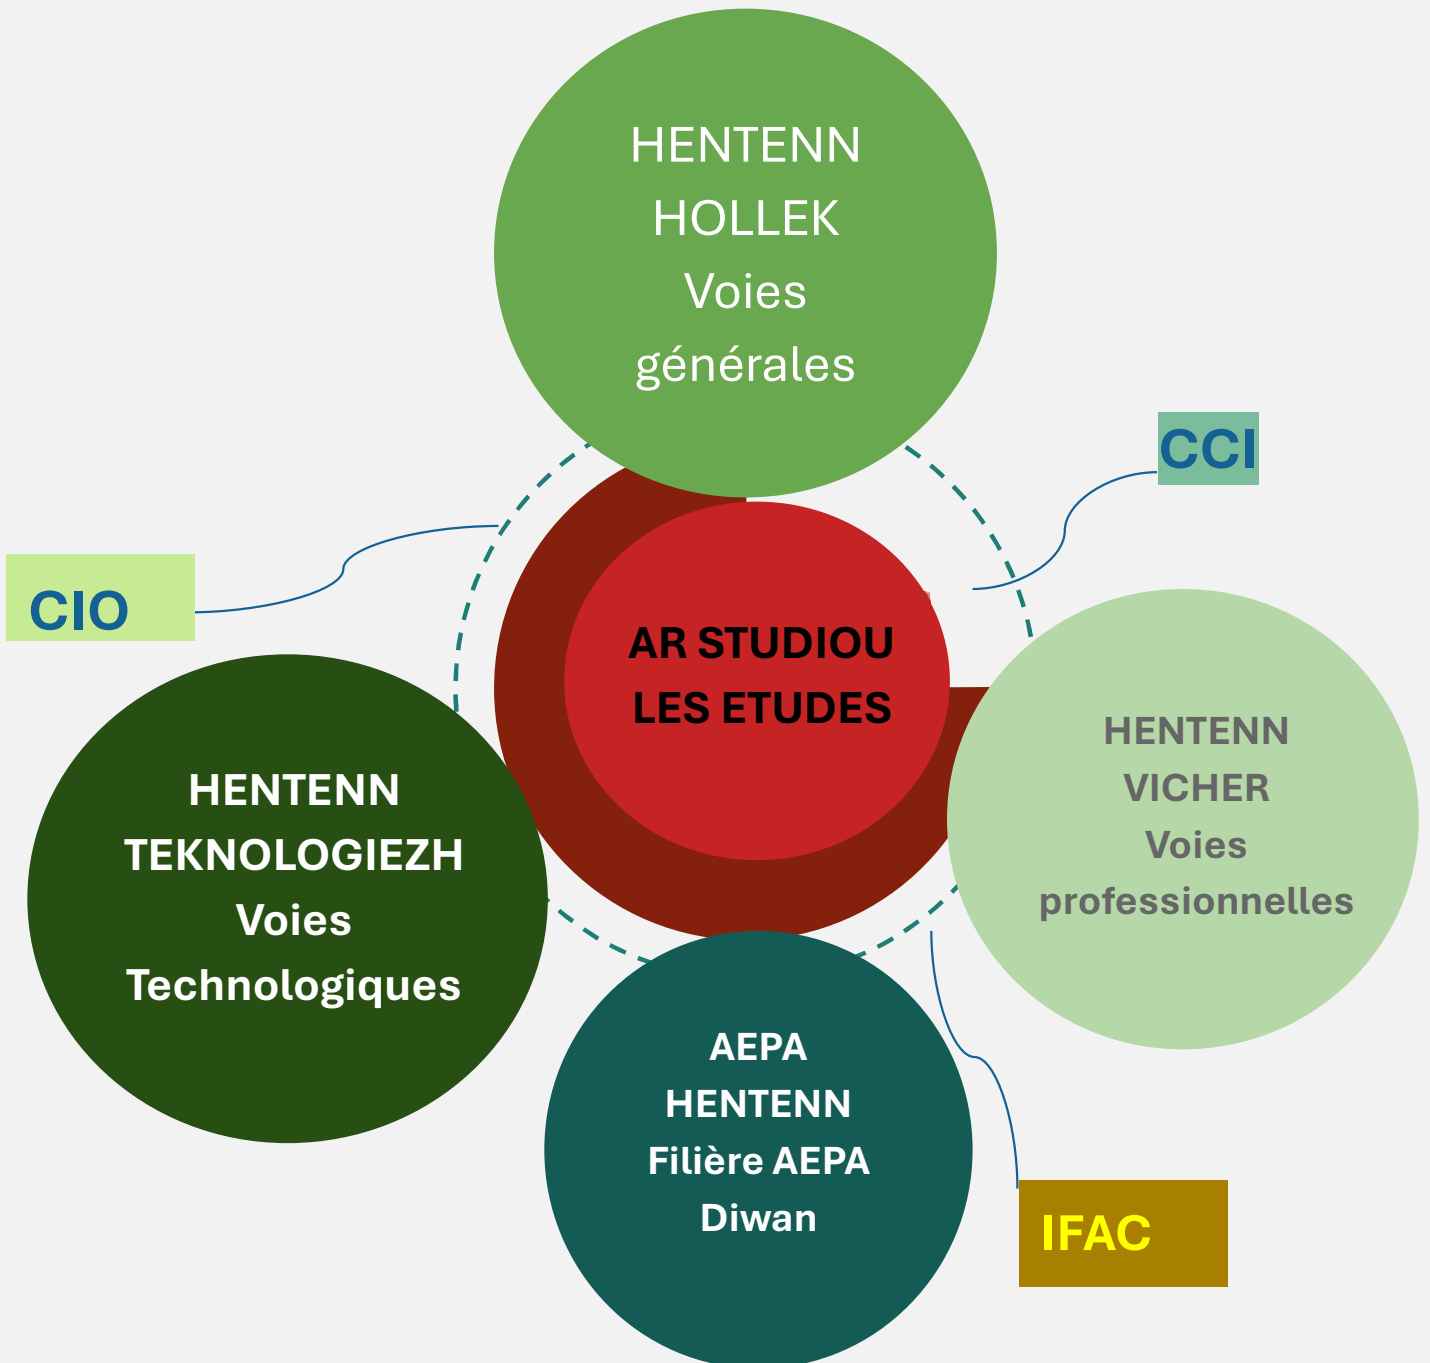 HENTENN
HOLLEK
Voies
générales
CCI
CIO
AR STUDIOU
LES ETUDES
HENTENN
VICHER
Voies
professionnelles
HENTENN
TEKNOLOGIEZH
Voies
Technologiques
AEPA
HENTENN
Filière AEPA
Diwan
IFAC